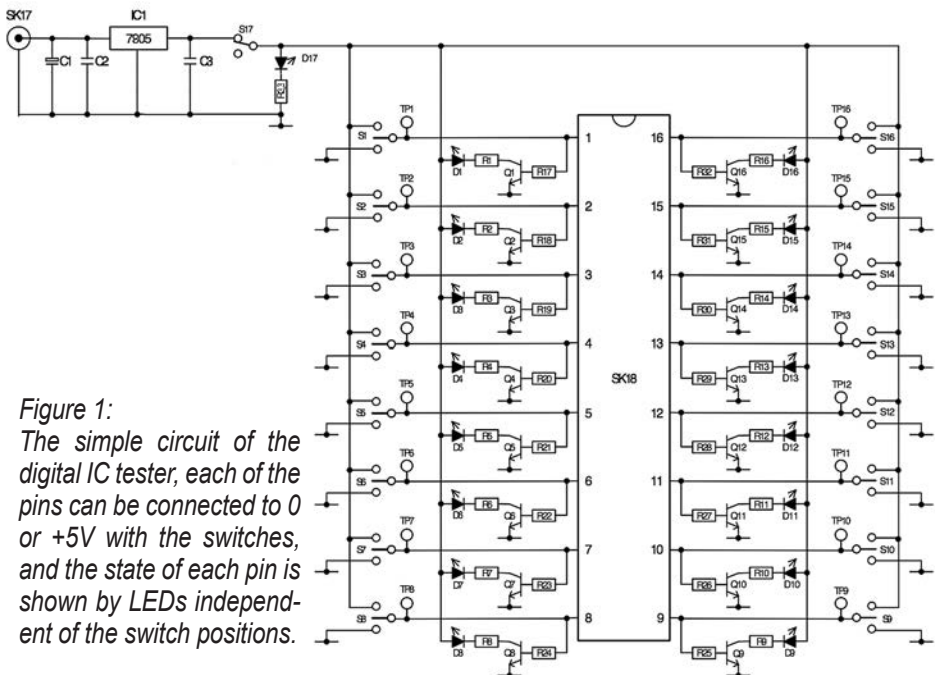 SK17
IC1
7805
S17
C1
C2
C3
D17
R33
TP1
S1
D1
R1
Q1
R17
1
TP2
S2
D2
R2
Q2
R18
2
TP3
S3
D3
R3
Q3
R19
3
TP4
S4
D4
R4
Q4
R20
4
TP5
S5
D5
R5
Q5
R21
5
TP6
S6
D6
R6
Q6
R22
6
TP7
S7
D7
R7
Q7
R23
7
TP8
S8
D8
R8
Q8
R24
8
SK18
16
R32
Q16
R16
D16
TP16
S16
15
R31
Q15
R15
D15
TP15
S15
14
R30
Q14
R14
D14
TP14
S14
13
R29
Q13
R13
D13
TP13
S13
12
R28
Q12
R12
D12
TP12
S12
11
R27
Q11
R11
D11
TP11
S11
10
R26
Q10
R10
D10
TP10
S10
9
R25
Q9
R9
D9
TP9
S9
Figure 1:
The simple circuit of the
digital IC tester, each of the
pins can be connected to 0
or +5V with the switches,
and the state of each pin is
shown by LEDs independ-
ent of the switch positions.